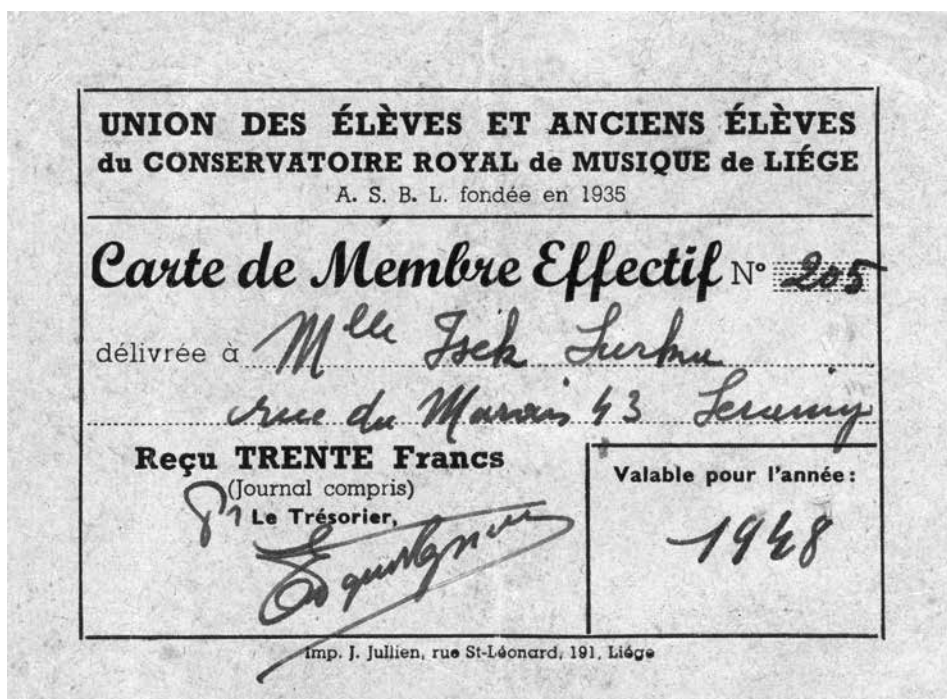 UNION DES ÉLÈVES ET ANCIENS ÉLÈVES
du CONSERVATOIRE ROYAL de MUSIQUE de LIÉGE
A. S. B. L. fondée en 1935
Carte de Membre Effectif N° 205
délivrée à Mlle Isek
rue du Marais 43 Seraing
Reçu TRENTE Francs
(Journal compris)
Le Trésorier,
Valable pour l'année:
1948
Imp. J. Jullien, rue St-Léonard, 191, Liége